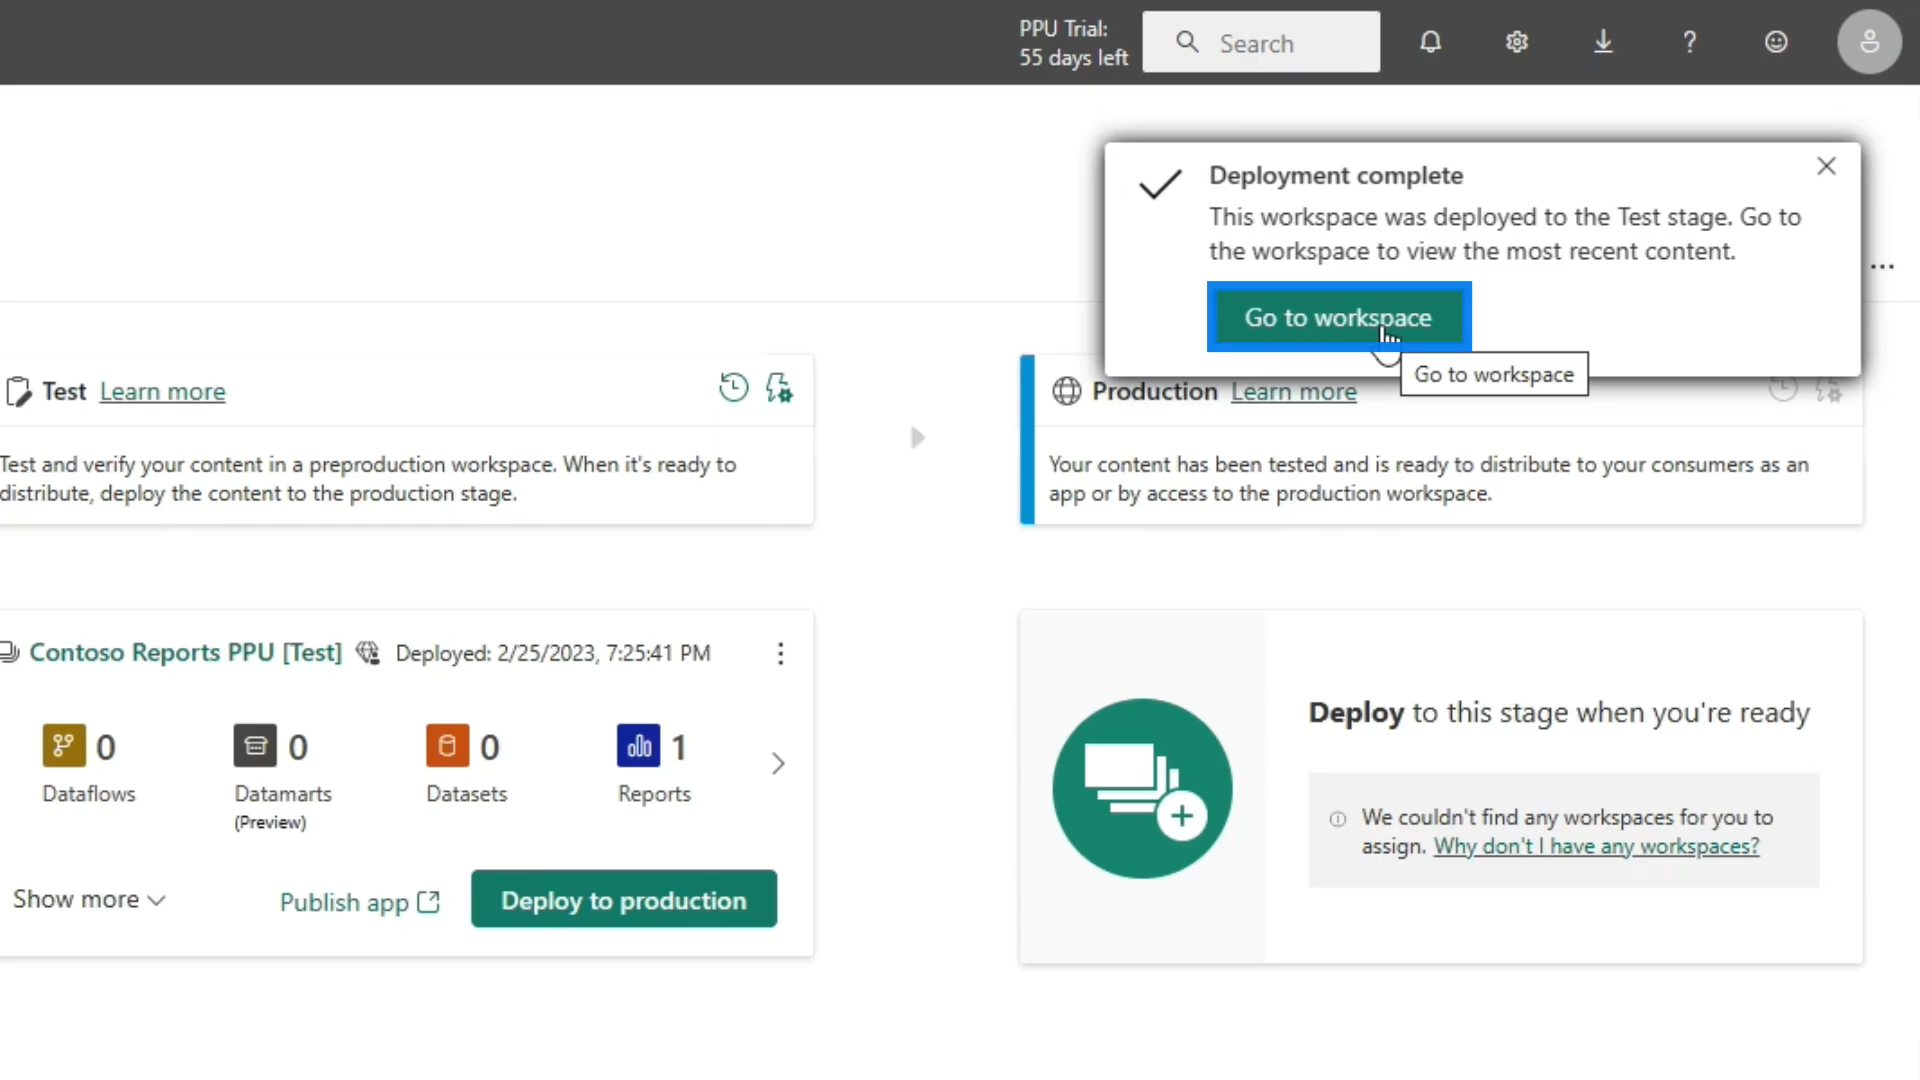 PPU Trial:
55 days left
Search
?
Deployment complete
This workspace was deployed to the Test stage. Go to
the workspace to view the most recent content.
Go to workspace
Go to workspace
Test Learn more
Test and verify your content in a preproduction workspace. When it's ready to
distribute, deploy the content to the production stage.
Production Learn more
Your content has been tested and is ready to distribute to your consumers as an
app or by access to the production workspace.
Contoso Reports PPU [Test] Deployed: 2/25/2023, 7:25:41 PM
0 0 0 1
Dataflows Datamarts Datasets Reports
(Preview)
Show more Publish app Deploy to production
Deploy to this stage when you're ready
We couldn't find any workspaces for you to
assign. Why don't I have any workspaces?